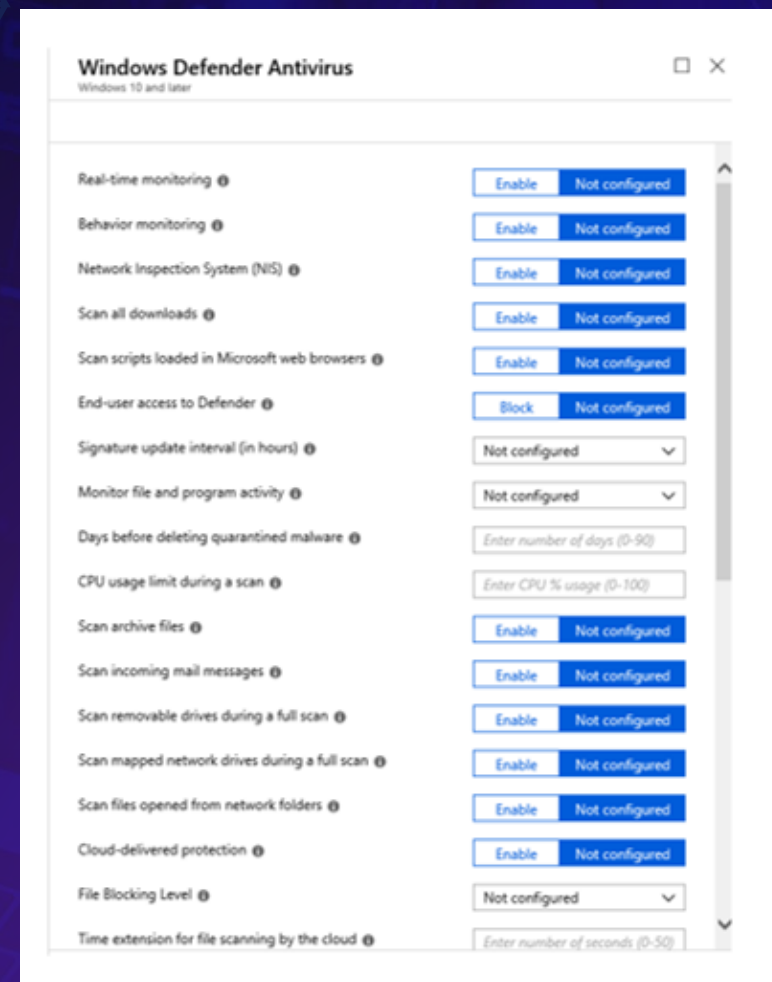 Windows Defender Antivirus
Windows 10 and later
Real-time monitoring Enable Not configured
Behavior monitoring Enable Not configured
Network Inspection System (NIS) Enable Not configured
Scan all downloads Enable Not configured
Scan scripts loaded in Microsoft web browsers Enable Not configured
End-user access to Defender Block Not configured
Signature update interval (in hours) Not configured
Monitor file and program activity Not configured
Days before deleting quarantined malware Enter number of days (0-90)
CPU usage limit during a scan Enter CPU % usage (0-100)
Scan archive files Enable Not configured
Scan incoming mail messages Enable Not configured
Scan removable drives during a full scan Enable Not configured
Scan mapped network drives during a full scan Enable Not configured
Scan files opened from network folders Enable Not configured
Cloud-delivered protection Enable Not configured
File Blocking Level Not configured
Time extension for file scanning by the cloud Enter number of seconds (0-50)